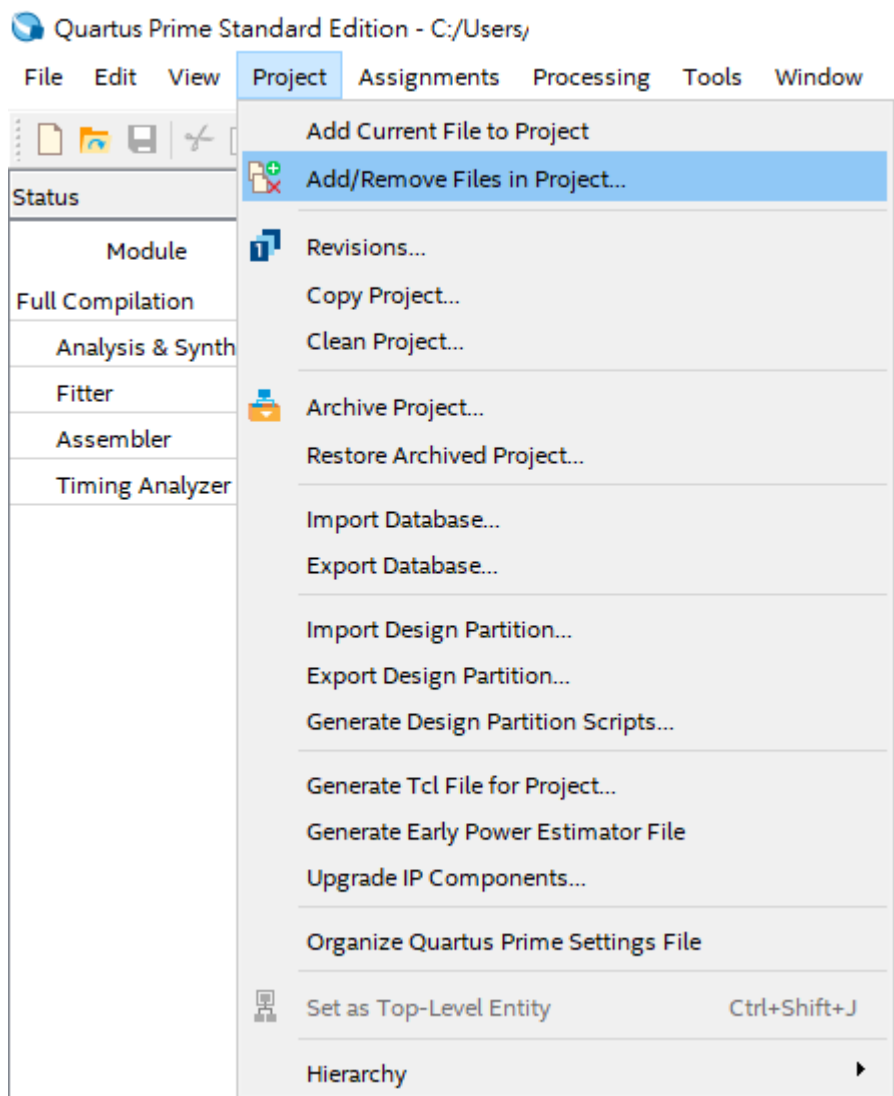 Quartus Prime Standard Edition - C:/Users/
File Edit View Project Assignments Processing Tools Window
Add Current File to Project
Add/Remove Files in Project...
Status
Module
Revisions...
Full Compilation
Copy Project...
Analysis & Synth
Clean Project...
Fitter
Archive Project...
Assembler
Restore Archived Project...
Timing Analyzer
Import Database...
Export Database...
Import Design Partition...
Export Design Partition...
Generate Design Partition Scripts...
Generate Tcl File for Project...
Generate Early Power Estimator File
Upgrade IP Components...
Organize Quartus Prime Settings File
Set as Top-Level Entity Ctrl+Shift+J
Hierarchy